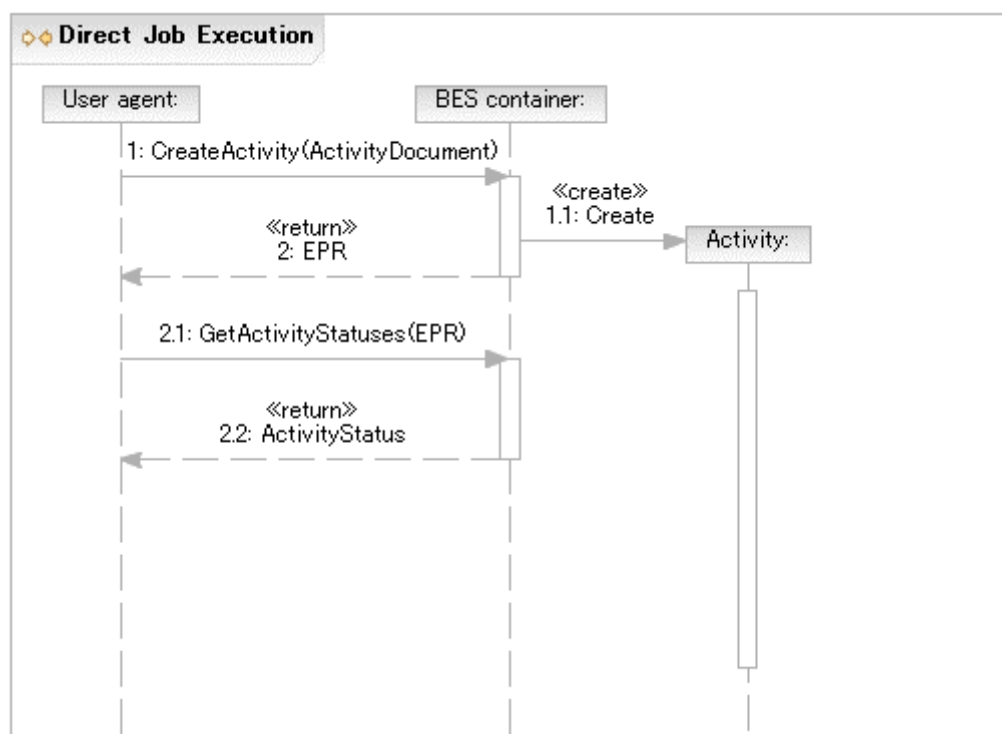 Direct Job Execution
User agent:
BES container:
1: CreateActivity(ActivityDocument)
«create»
1.1: Create
Activity:
«return»
2: EPR
2.1: GetActivityStatuses(EPR)
«return»
2.2: ActivityStatus